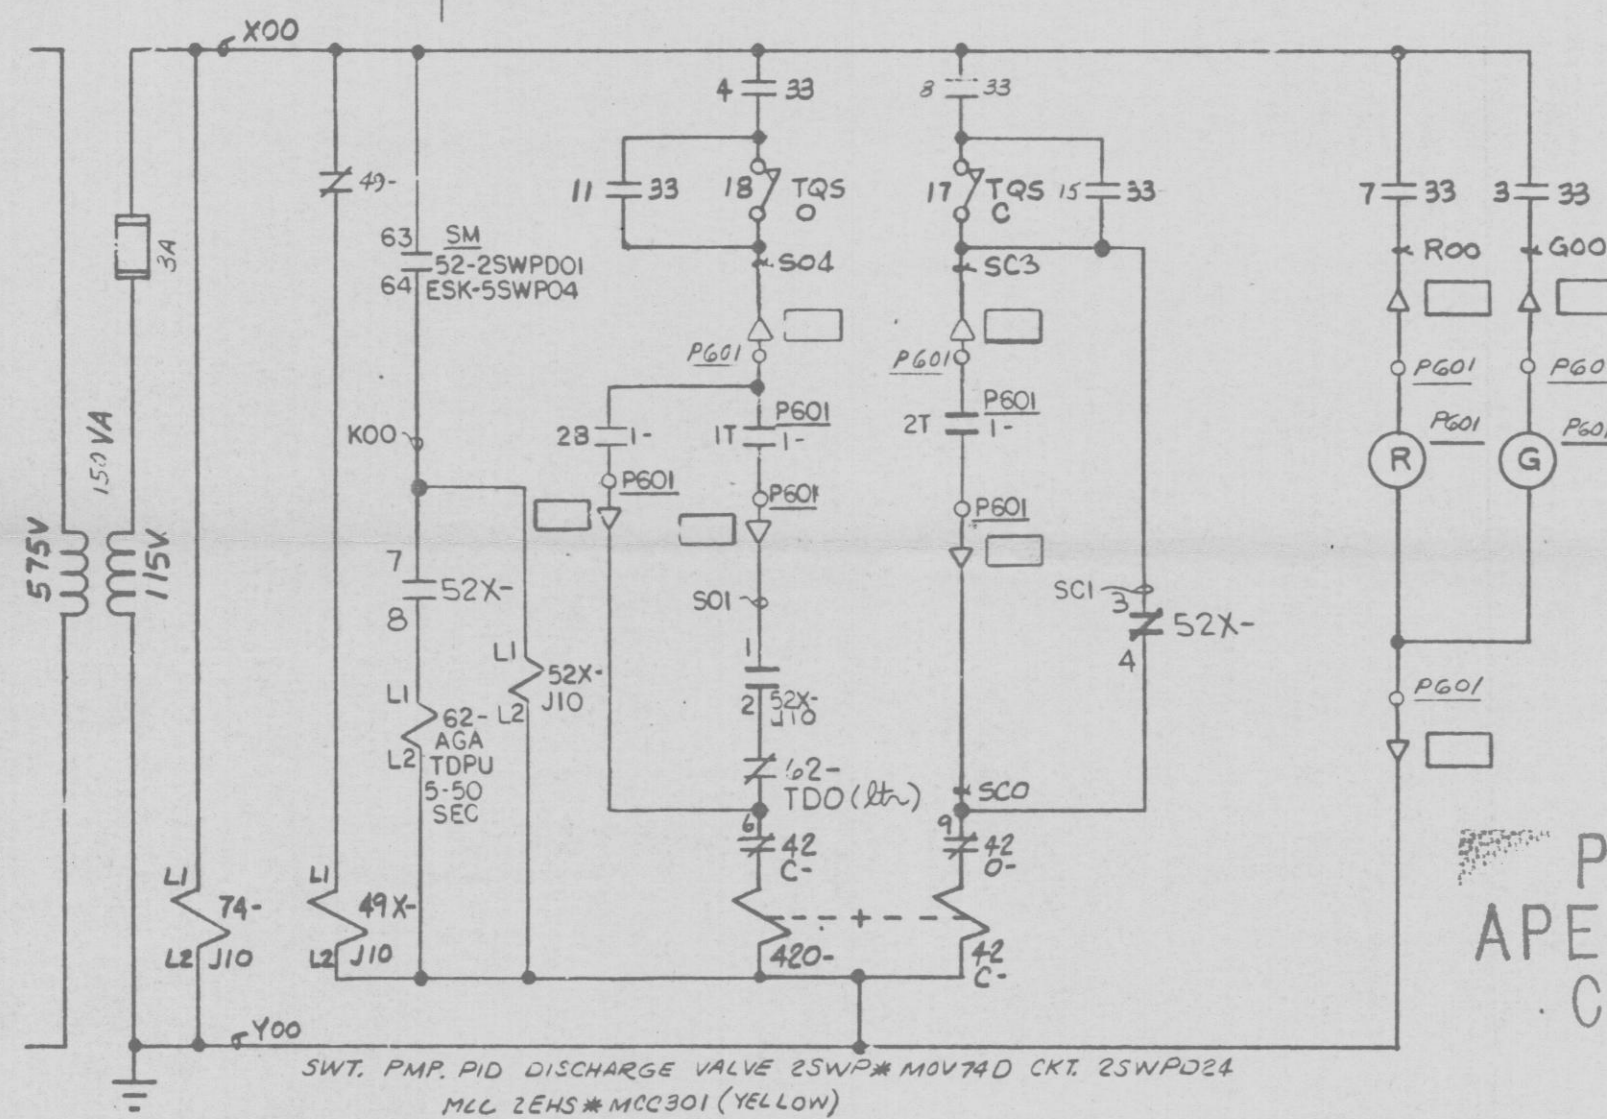 X00
4 33
8 33
49-
11 33
18 TQS
O
17 TQS
C
15 33
7 33
3 33
3A
63 SM
52-2SWPD01
64 ESK-5SWP04
S04
SC3
R00
G00
P601
P601
P601
P60
150 VA
K00
2B 1-
P601
1T 1-
P601
2T 1-
P601
P601
R
G
P601
P601
P601
P601
575V
115V
7
52X-
8
S01
SC1
3
52X-
4
L1
52X-
J10
L2
L1
62-
AGA
L2 TDPU
5-50
SEC
1
2 52X-
J10
62-
TDO (ltr)
SC0
P601
6 42
C-
9 42
O-
L1
74-
L2 J10
L1
49X-
L2 J10
42O-
42
C-
P
APE
C
Y00
SWT. PMP. PID DISCHARGE VALVE 2SWP* MOV74D CKT. 2SWPD24
MCC 2EHS*MCC301 (YELLOW)